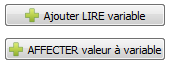 Ajouter LIRE variable
AFFECTER valeur à variable